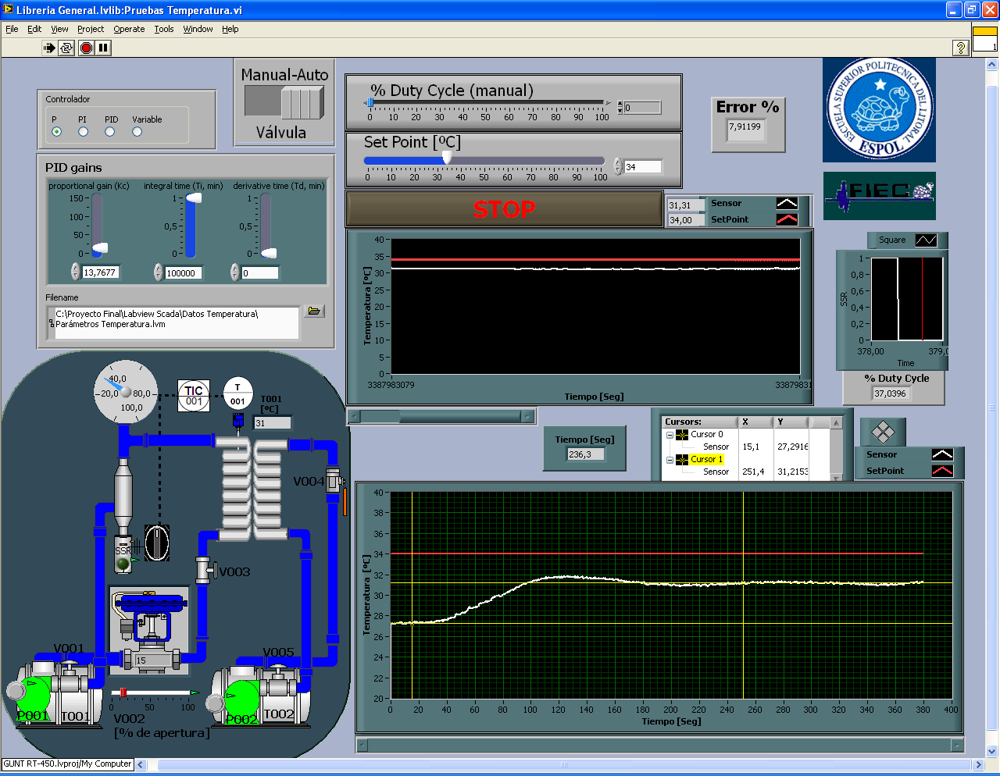 Libreria General.lvlib:Pruebas Temperatura.vi
File Edit View Project Operate Tools Window Help
1
Manual-Auto
Válvula
Controlador
P PI PID Variable
% Duty Cycle (manual)
0 10 20 30 40 50 60 70 80 90 100
0
Set Point [ºC]
0 10 20 30 40 50 60 70 80 90 100
34
Error %
7,91199
ESCUELA SUPERIOR POLITECNICA DEL LITORAL
ESPOL
FIEC
PID gains
proportional gain (Kc) integral time (Ti, min) derivative time (Td, min)
150 100 50 0
1 0,5 0
1 0,5 0
13,7677 100000 0
Filename
C:\Proyecto Final\Labview Scada\Datos Temperatura\
Parámetros Temperatura.lvm
STOP
31,31 Sensor
34,00 SetPoint
40
35
30
25
20
15
10
5
0
Temperatura [ºC]
3387983079 33879831
Tiempo [Seg]
Square
1
0,8
0,6
0,4
0,2
0
SSR
378,00 379,0
Time
% Duty Cycle
37,0396
Tiempo [Seg]
236,3
Cursors: X Y
Cursor 0
Sensor 15,1 27,2916
Cursor 1
Sensor 251,4 31,2153
Sensor
SetPoint
40
38
36
34
32
30
28
26
24
22
20
Temperatura [ºC]
0 20 40 60 80 100 120 140 160 180 200 220 240 260 280 300 320 340 360 380 400
Tiempo [Seg]
40,0
20,0 80,0
100,0
TIC
001
T
001
T001
[ºC]
31
V004
SSR
V003
15
V001
V005
P001 T001
P002 T002
0 50 100
V002
[% de apertura]
GUNT RT-450.lvproj/My Computer